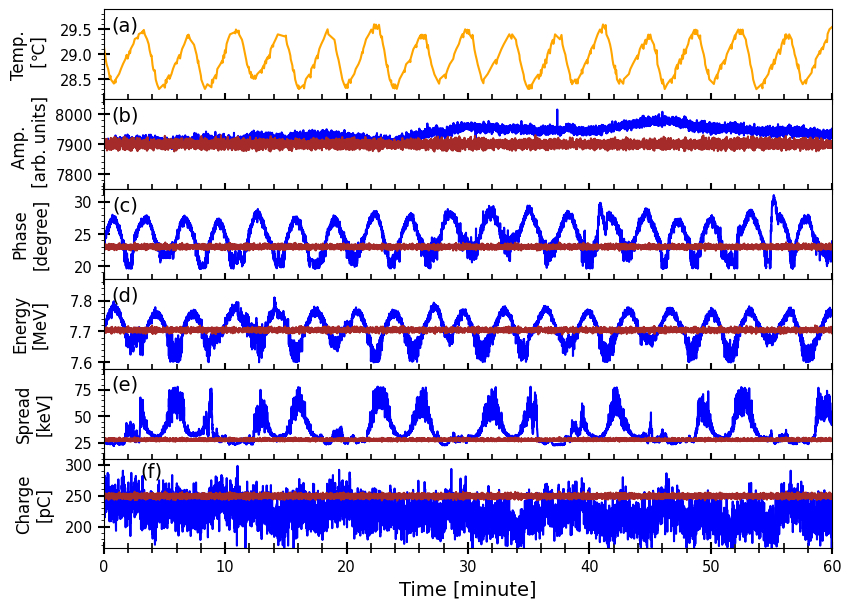 (a)
Temp.
[℃]
29.5
29.0
28.5
(b)
Amp.
[arb. units]
8000
7900
7800
(c)
Phase
[degree]
30
25
20
(d)
Energy
[MeV]
7.8
7.7
7.6
(e)
Spread
[keV]
75
50
25
(f)
Charge
[pC]
300
250
200
0 10 20 30 40 50 60
Time [minute]